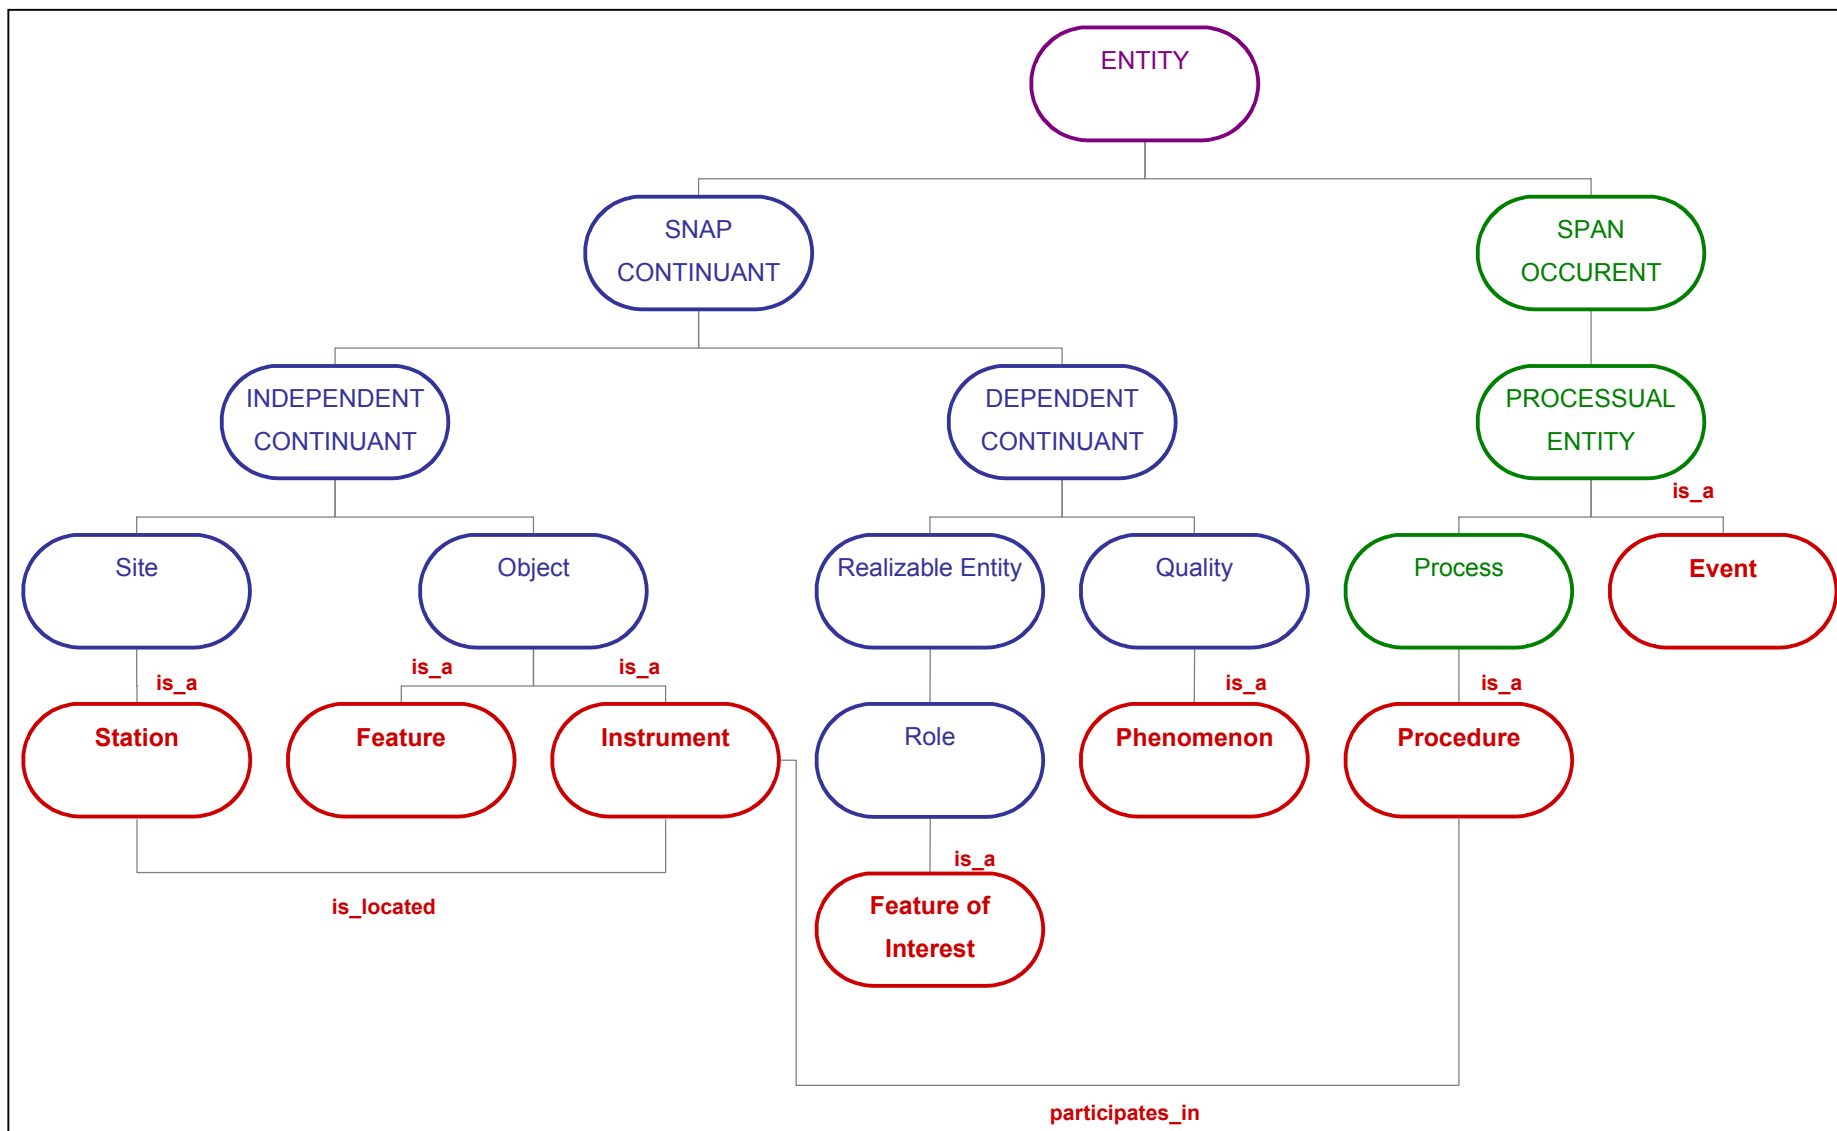 ENTITY
SNAP
CONTINUANT
SPAN
OCCURENT
INDEPENDENT
CONTINUANT
DEPENDENT
CONTINUANT
PROCESSUAL
ENTITY
is_a
Site
Object
Realizable Entity
Quality
Process
Event
is_a
is_a
is_a
is_a
is_a
Station
Feature
Instrument
Role
Phenomenon
Procedure
is_a
is_located
Feature of
Interest
participates_in